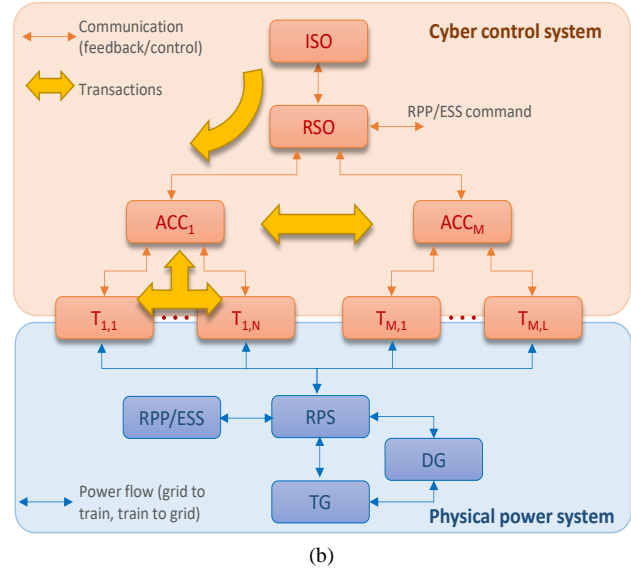 Communication
(feedback/control)
Transactions
ISO
Cyber control system
RSO
RPP/ESS command
ACC1
ACCM
T1,1
T1,N
TM,1
TM,L
RPP/ESS
RPS
DG
TG
Power flow (grid to
train, train to grid)
Physical power system
(b)